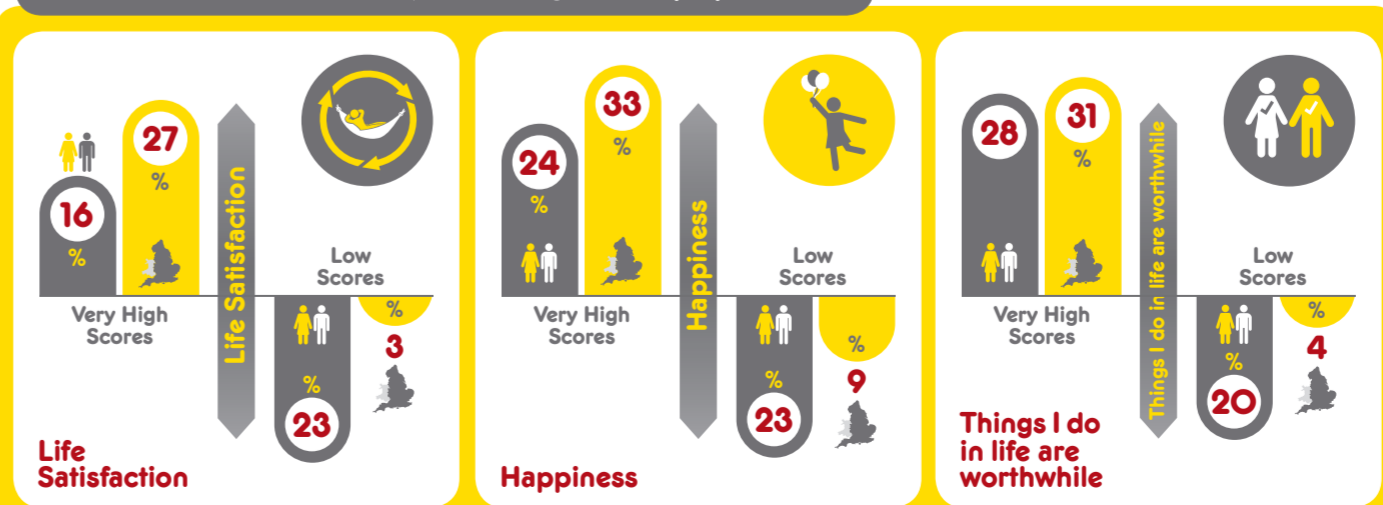 16
%
27
%
Life Satisfaction
Very High
Scores
Low
Scores
%
23
%
3
Life
Satisfaction
24
%
33
%
Happiness
Very High
Scores
Low
Scores
%
23
%
9
Happiness
28
31
%
Things I do in life are worthwhile
Very High
Scores
Low
Scores
%
20
%
4
Things I do
in life are
worthwhile